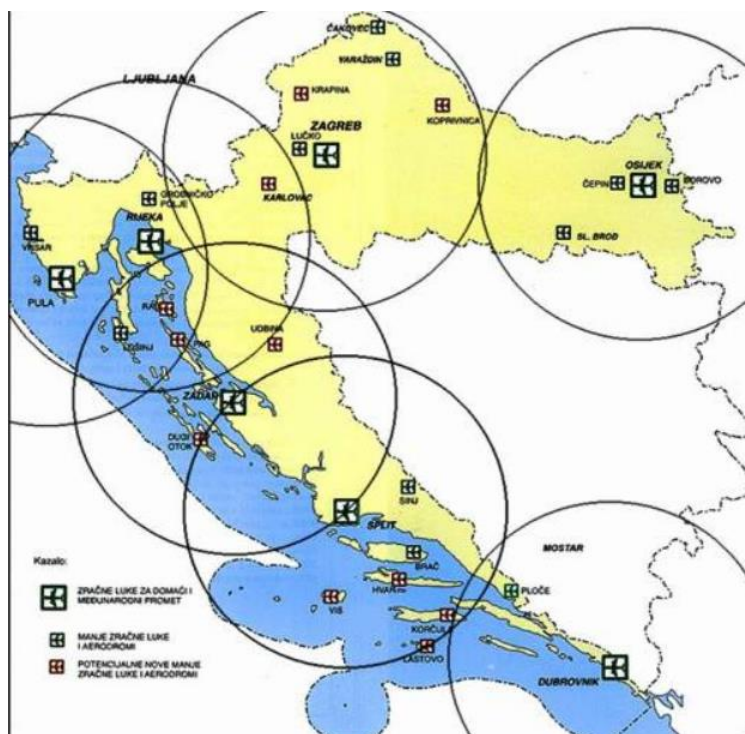 ČAKOVEC
VARAŽDIN
LJUBLJANA
KRAPINA
KOPRIVNICA
ZAGREB
LUČKO
OSIJEK
ČEPIN
BOROVO
KARLOVAC
GROBNIČKO
POLJE
RIJEKA
VRSAR
SL. BROD
PULA
RAB
UDBINA
LOŠINJ
PAG
ZADAR
DUGI
OTOK
SINJ
SPLIT
MOSTAR
BRAČ
HVAR
PLOČE
VIS
KORČULA
LASTOVO
DUBROVNIK
Kazalo:
ZRAČNE LUKE ZA DOMAĆI I
MEĐUNARODNI PROMET
MANJE ZRAČNE LUKE
I AERODROMI
POTENCIJALNE NOVE MANJE
ZRAČNE LUKE I AERODROMI